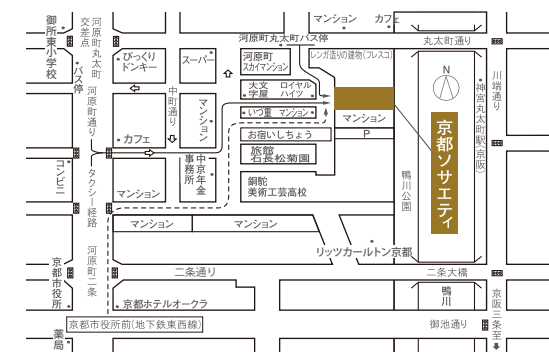 マンション
カフェ
御所東小学校
河原町丸太町
交差点
バス停
河原町丸太町バス停
丸太町通り
びっくり
ドンキー
スーパー
河原町
スカイマンション
レンガ造りの建物(フレスコ)
大文字屋
ロイヤル
ハイツ
いづ重
マンション
マンション
お宿いしちょう
P
旅館
石長松菊園
銅駝
美術工芸高校
N
京都ソサエティ
鴨川公園
神宮丸太町駅(京阪)
川端通り
河原町通り
中町通り
マンション
カフェ
中京年金
事務所
コンビニ
タクシー経路
マンション
マンション
マンション
リッツカールトン京都
河原町二条
二条通り
二条大橋
京都市役所
京都ホテルオークラ
鴨川
京都市役所前(地下鉄東西線)
御池通り
京阪三条至
薬局